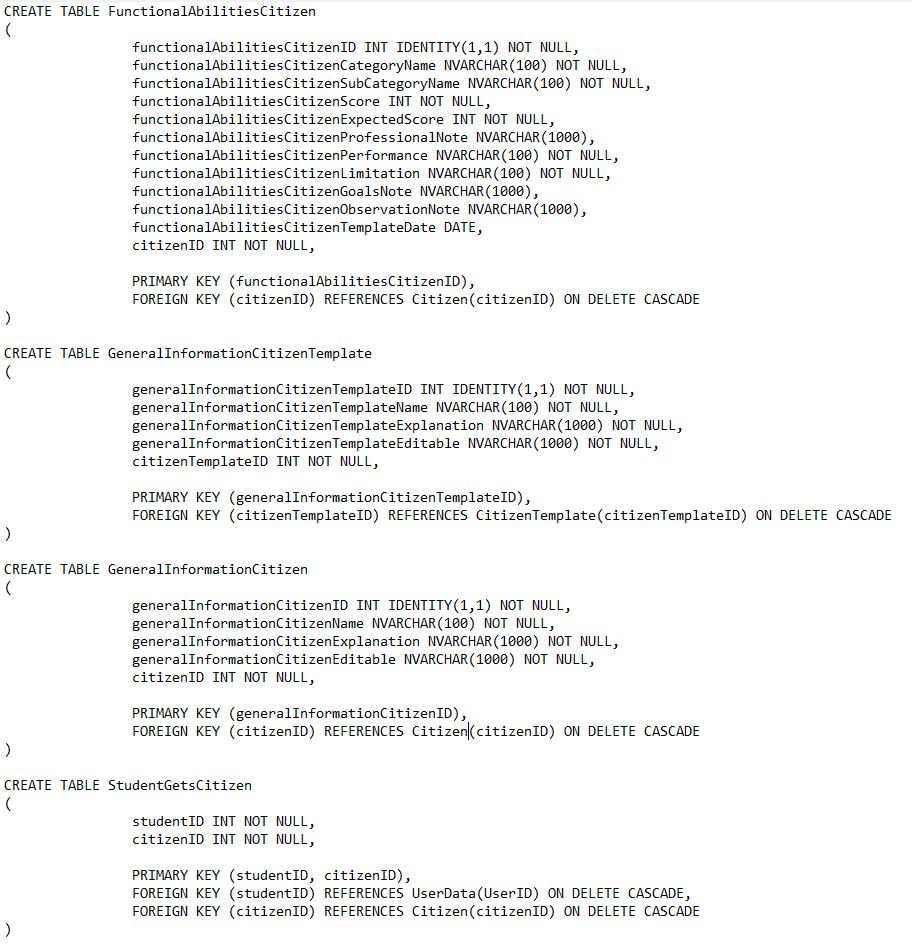 CREATE TABLE FunctionalAbilitiesCitizen
(
functionalAbilitiesCitizenID INT IDENTITY(1,1) NOT NULL,
functionalAbilitiesCitizenCategoryName NVARCHAR(100) NOT NULL,
functionalAbilitiesCitizenSubCategoryName NVARCHAR(100) NOT NULL,
functionalAbilitiesCitizenScore INT NOT NULL,
functionalAbilitiesCitizenExpectedScore INT NOT NULL,
functionalAbilitiesCitizenProfessionalNote NVARCHAR(1000),
functionalAbilitiesCitizenPerformance NVARCHAR(100) NOT NULL,
functionalAbilitiesCitizenLimitation NVARCHAR(100) NOT NULL,
functionalAbilitiesCitizenGoalsNote NVARCHAR(1000),
functionalAbilitiesCitizenObservationNote NVARCHAR(1000),
functionalAbilitiesCitizenTemplateDate DATE,
citizenID INT NOT NULL,
PRIMARY KEY (functionalAbilitiesCitizenID),
FOREIGN KEY (citizenID) REFERENCES Citizen(citizenID) ON DELETE CASCADE
)
CREATE TABLE GeneralInformationCitizenTemplate
(
generalInformationCitizenTemplateID INT IDENTITY(1,1) NOT NULL,
generalInformationCitizenTemplateName NVARCHAR(100) NOT NULL,
generalInformationCitizenTemplateExplanation NVARCHAR(1000) NOT NULL,
generalInformationCitizenTemplateEditable NVARCHAR(1000) NOT NULL,
citizenTemplateID INT NOT NULL,
PRIMARY KEY (generalInformationCitizenTemplateID),
FOREIGN KEY (citizenTemplateID) REFERENCES CitizenTemplate(citizenTemplateID) ON DELETE CASCADE
)
CREATE TABLE GeneralInformationCitizen
(
generalInformationCitizenID INT IDENTITY(1,1) NOT NULL,
generalInformationCitizenName NVARCHAR(100) NOT NULL,
generalInformationCitizenExplanation NVARCHAR(1000) NOT NULL,
generalInformationCitizenEditable NVARCHAR(1000) NOT NULL,
citizenID INT NOT NULL,
PRIMARY KEY (generalInformationCitizenID),
FOREIGN KEY (citizenID) REFERENCES Citizen(citizenID) ON DELETE CASCADE
)
CREATE TABLE StudentGetsCitizen
(
studentID INT NOT NULL,
citizenID INT NOT NULL,
PRIMARY KEY (studentID, citizenID),
FOREIGN KEY (studentID) REFERENCES UserData(UserID) ON DELETE CASCADE,
FOREIGN KEY (citizenID) REFERENCES Citizen(citizenID) ON DELETE CASCADE
)